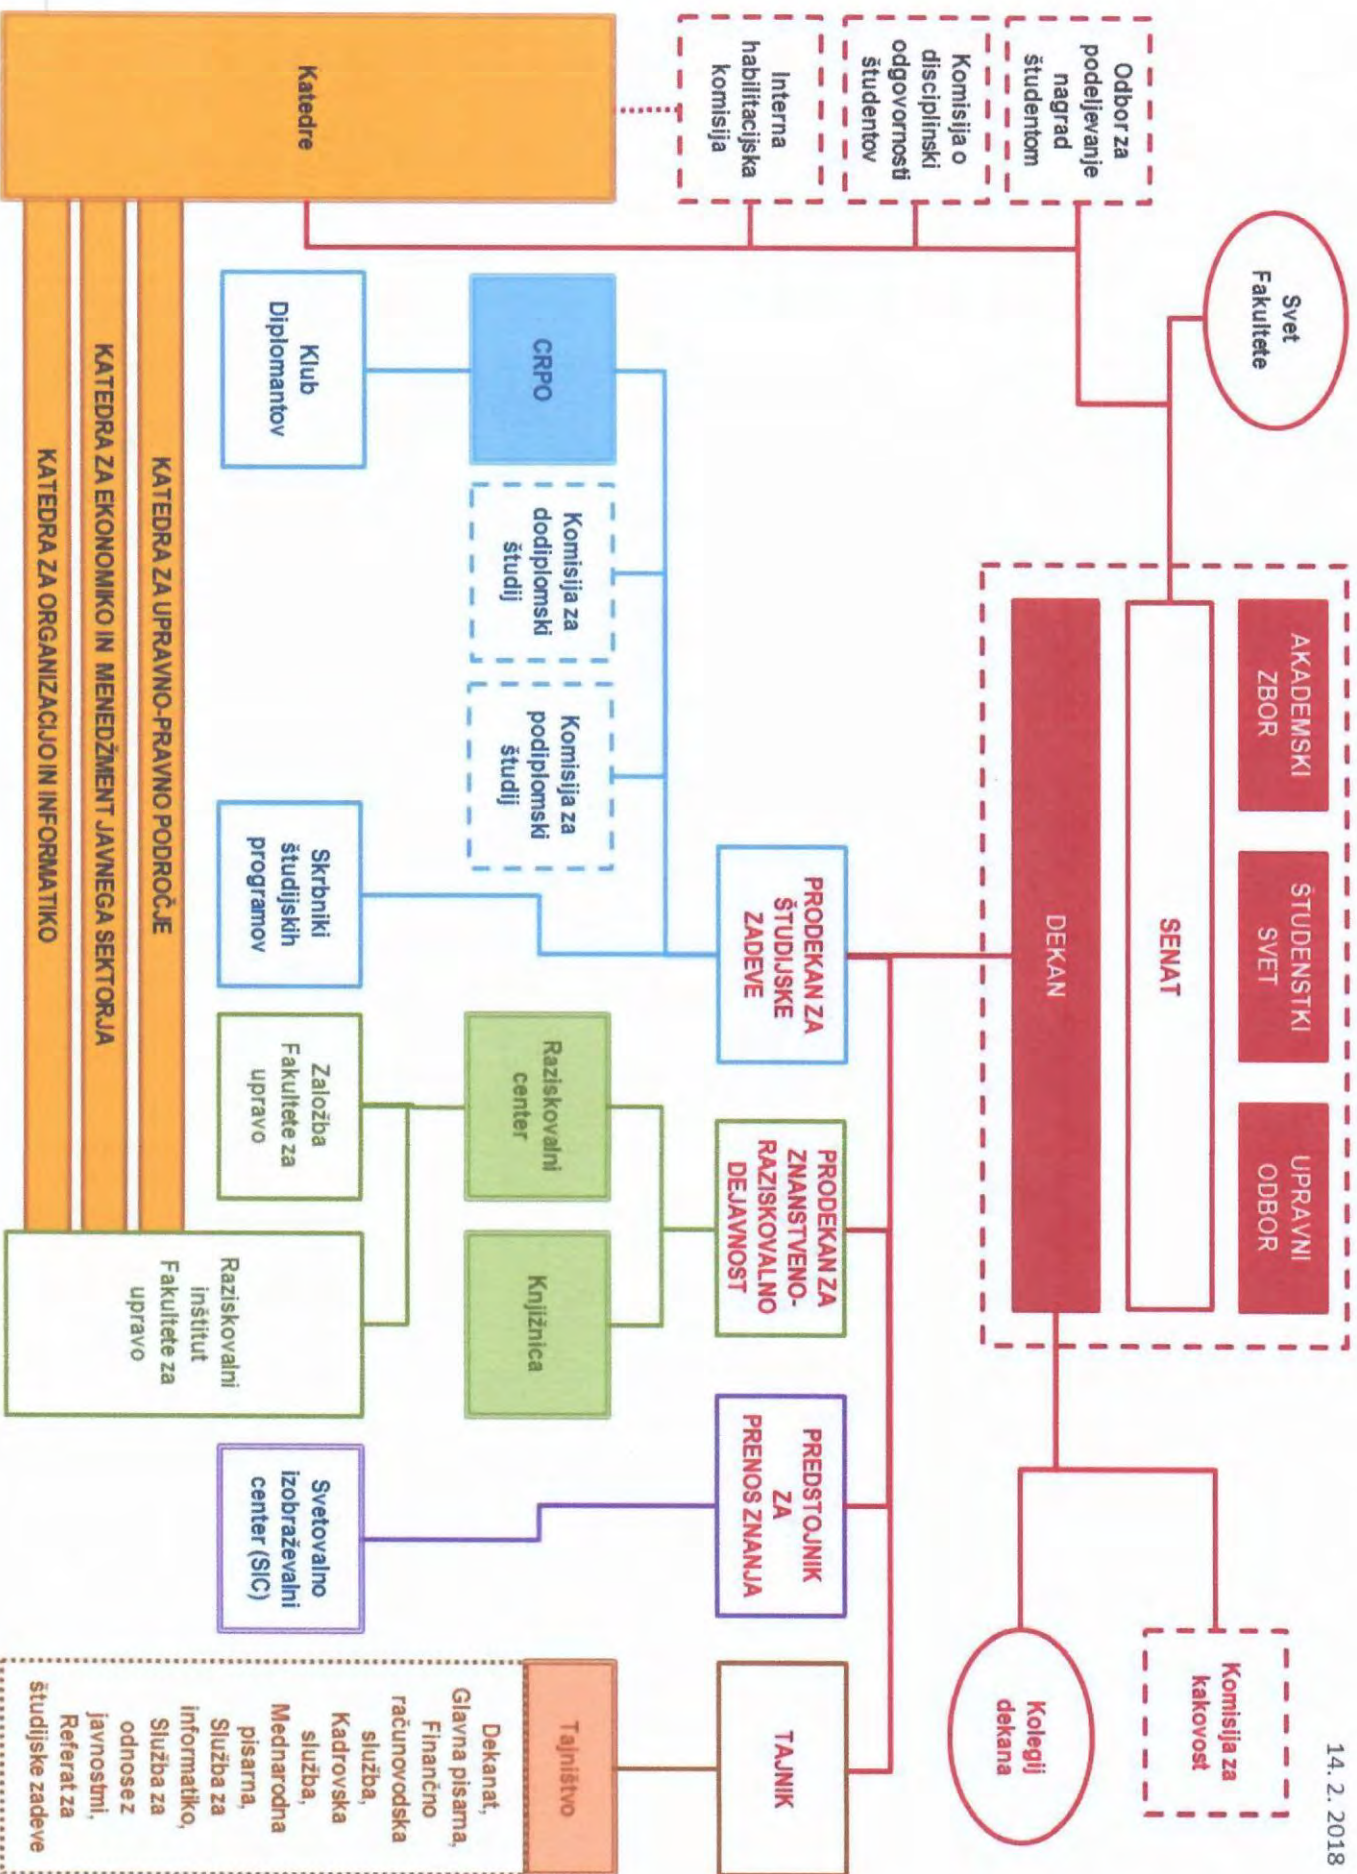 14. 2. 2018
AKADEMSKI
ZBOR
ŠTUDENSTKI
SVET
UPRAVNI
ODBOR
SENAT
DEKAN
Svet
Fakultete
Komisija za
kakovost
Kolegij
dekana
Odbor za
podeljevanje
nagrad
študentom
Komisija o
disciplinski
odgovornosti
študentov
Interna
habilitacijska
komisija
Katedre
PRODEKAN ZA
ŠTUDIJSKE
ZADEVE
PRODEKAN ZA
ZNANSTVENO-
RAZISKOVALNO
DEJAVNOST
PREDSTOJNIK
ZA
PRENOS ZNANJA
TAJNIK
CRPO
Komisija za
dodiplomski
študij
Komisija za
podiplomski
študij
Raziskovalni
center
Knjižnica
Tajništvo
Dekanat,
Glavna pisarna,
Finančno
računovodska
služba,
Kadrovska
služba,
Mednarodna
pisarna,
Služba za
informatiko,
Služba za
odnose z
javnostmi,
Referat za
študijske zadeve
Klub
Diplomantov
Skrbniki
študijskih
programov
Založba
Fakultete za
upravo
Svetovalno
izobraževalni
center (SIC)
Raziskovalni
inštitut
Fakultete za
upravo
KATEDRA ZA UPRAVNO-PRAVNO PODROČJE
KATEDRA ZA EKONOMIKO IN MENEDŽMENT JAVNEGA SEKTORJA
KATEDRA ZA ORGANIZACIJO IN INFORMATIKO